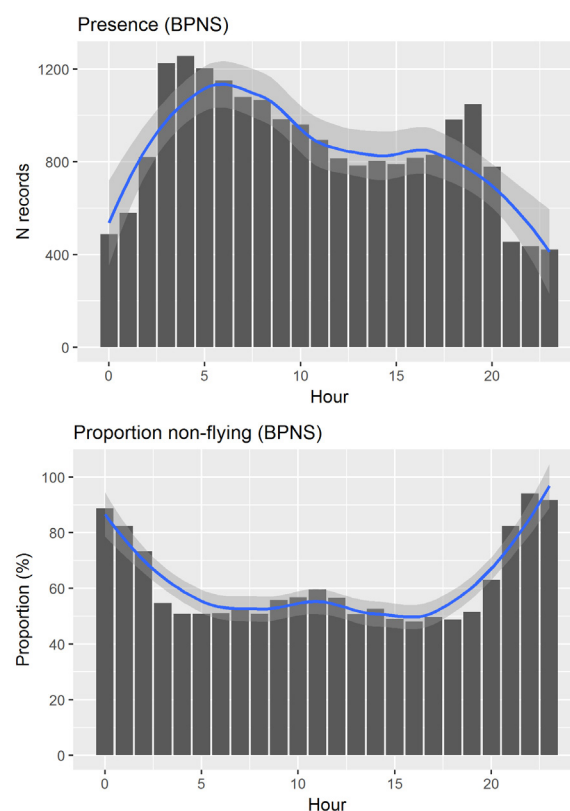 Presence (BPNS)
1200
800
400
0
N records
0 5 10 15 20
Hour
Proportion non-flying (BPNS)
100
80
60
40
20
0
Proportion (%)
0 5 10 15 20
Hour